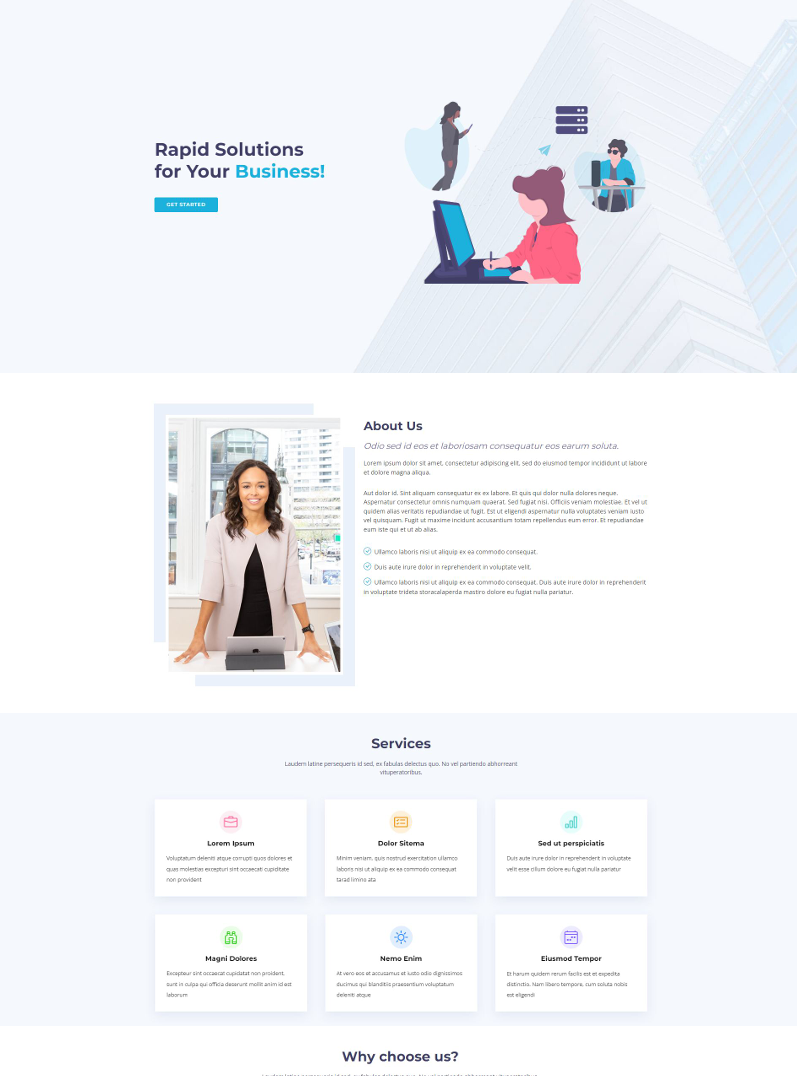 Rapid Solutions
for Your Business!
GET STARTED
About Us
Odio sed id eos et laboriosam consequatur eos earum soluta.
Lorem ipsum dolor sit amet, consectetur adipiscing elit, sed do eiusmod tempor incididunt ut labore
et dolore magna aliqua.
Aut dolor id. Sint aliquam consequatur ex ex labore. Et quis qui dolor nulla dolores neque.
Aspernatur consectetur omnis numquam quaerat. Sed fugiat nisi. Officiis veniam molestiae. Et vel ut
quidem alias veritatis repudiandae ut fugit. Est ut eligendi aspernatur nulla voluptates veniam iusto
vel quisquam. Fugit ut maxime incidunt accusantium totam repellendus eum error. Et repudiandae
eum iste qui et ut ab alias.
Ullamco laboris nisi ut aliquip ex ea commodo consequat.
Duis aute irure dolor in reprehenderit in voluptate velit.
Ullamco laboris nisi ut aliquip ex ea commodo consequat. Duis aute irure dolor in reprehenderit
in voluptate trideta storacalaperda mastiro dolore eu fugiat nulla pariatur.
Services
Laudem latine persequeris id sed, ex fabulas delectus quo. No vel partiendo abhorreant
vituperatoribus.
Lorem Ipsum
Voluptatum deleniti atque corrupti quos dolores et
quas molestias excepturi sint occaecati cupiditate
non provident
Dolor Sitema
Minim veniam, quis nostrud exercitation ullamco
laboris nisi ut aliquip ex ea commodo consequat
tarad limino ata
Sed ut perspiciatis
Duis aute irure dolor in reprehenderit in voluptate
velit esse cillum dolore eu fugiat nulla pariatur
Magni Dolores
Excepteur sint occaecat cupidatat non proident,
sunt in culpa qui officia deserunt mollit anim id est
laborum
Nemo Enim
At vero eos et accusamus et iusto odio dignissimos
ducimus qui blanditiis praesentium voluptatum
deleniti atque
Eiusmod Tempor
Et harum quidem rerum facilis est et expedita
distinctio. Nam libero tempore, cum soluta nobis
est eligendi
Why choose us?